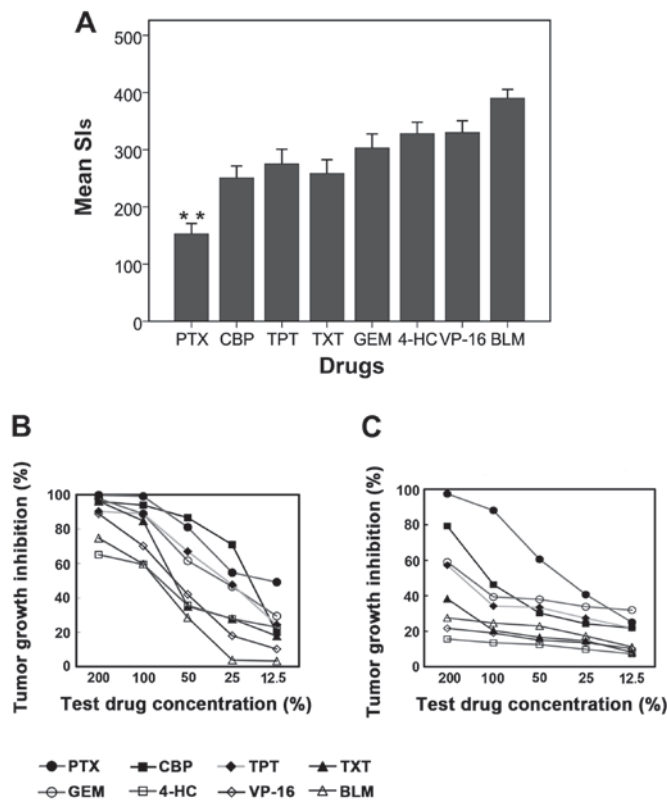 A
500
400
300
200
100
0
Mean SIs
**
PTX CBP TPT TXT GEM 4-HC VP-16 BLM
Drugs
B
100
80
60
40
20
0
Tumor growth inhibition (%)
200 100 50 25 12.5
Test drug concentration (%)
C
100
80
60
40
20
0
Tumor growth inhibition (%)
200 100 50 25 12.5
Test drug concentration (%)
PTX CBP TPT TXT
GEM 4-HC VP-16 BLM